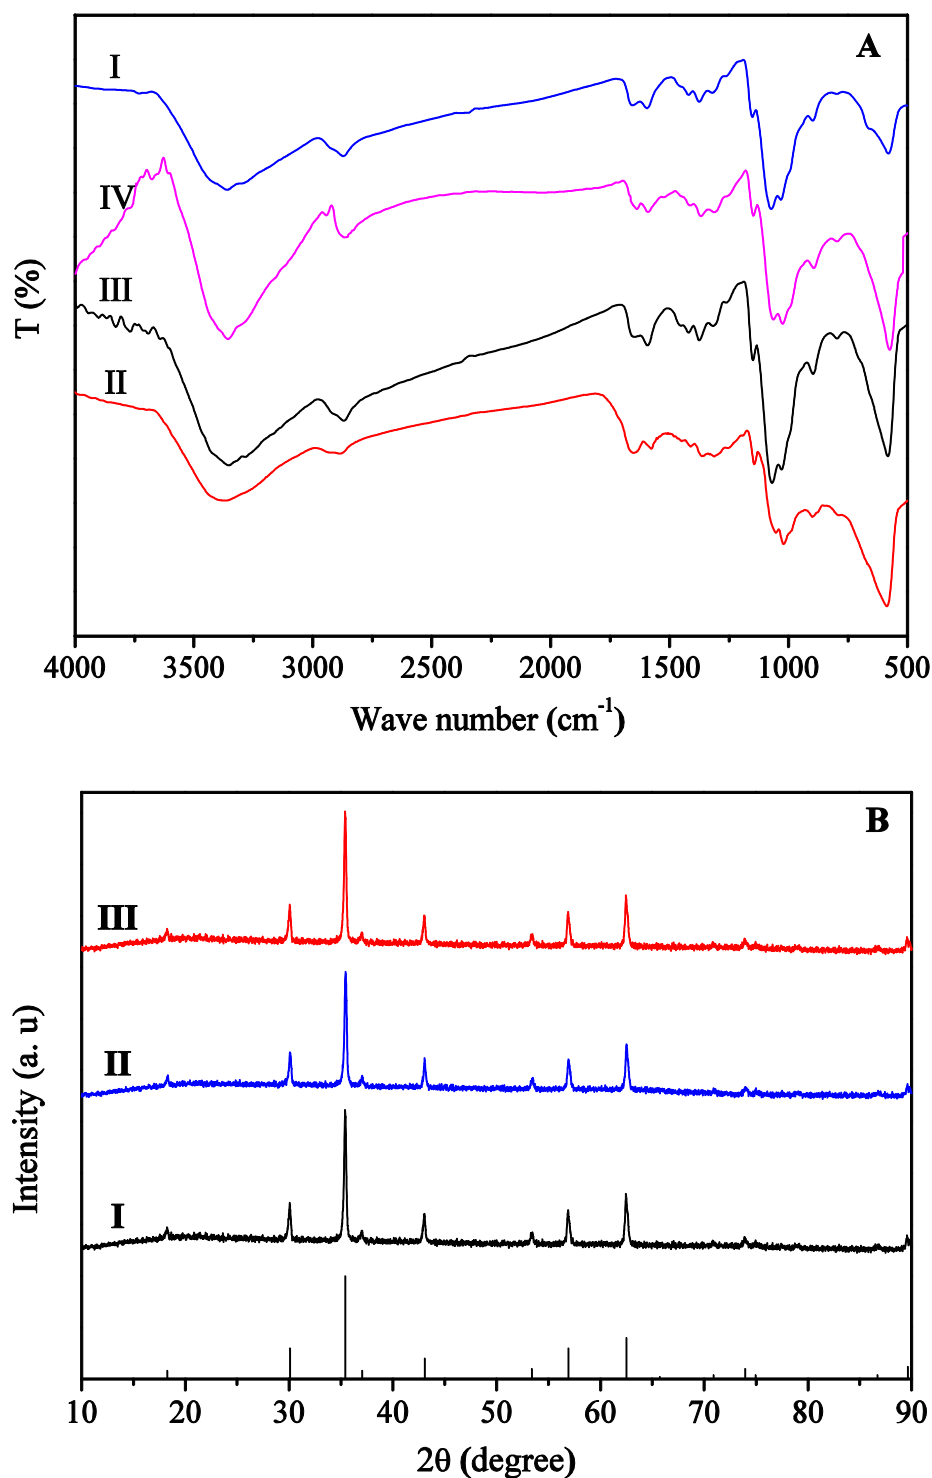 A
I
IV
III
II
T (%)
4000 3500 3000 2500 2000 1500 1000 500
Wave number (cm⁻¹)
B
III
II
I
Intensity (a. u)
10 20 30 40 50 60 70 80 90
2θ (degree)